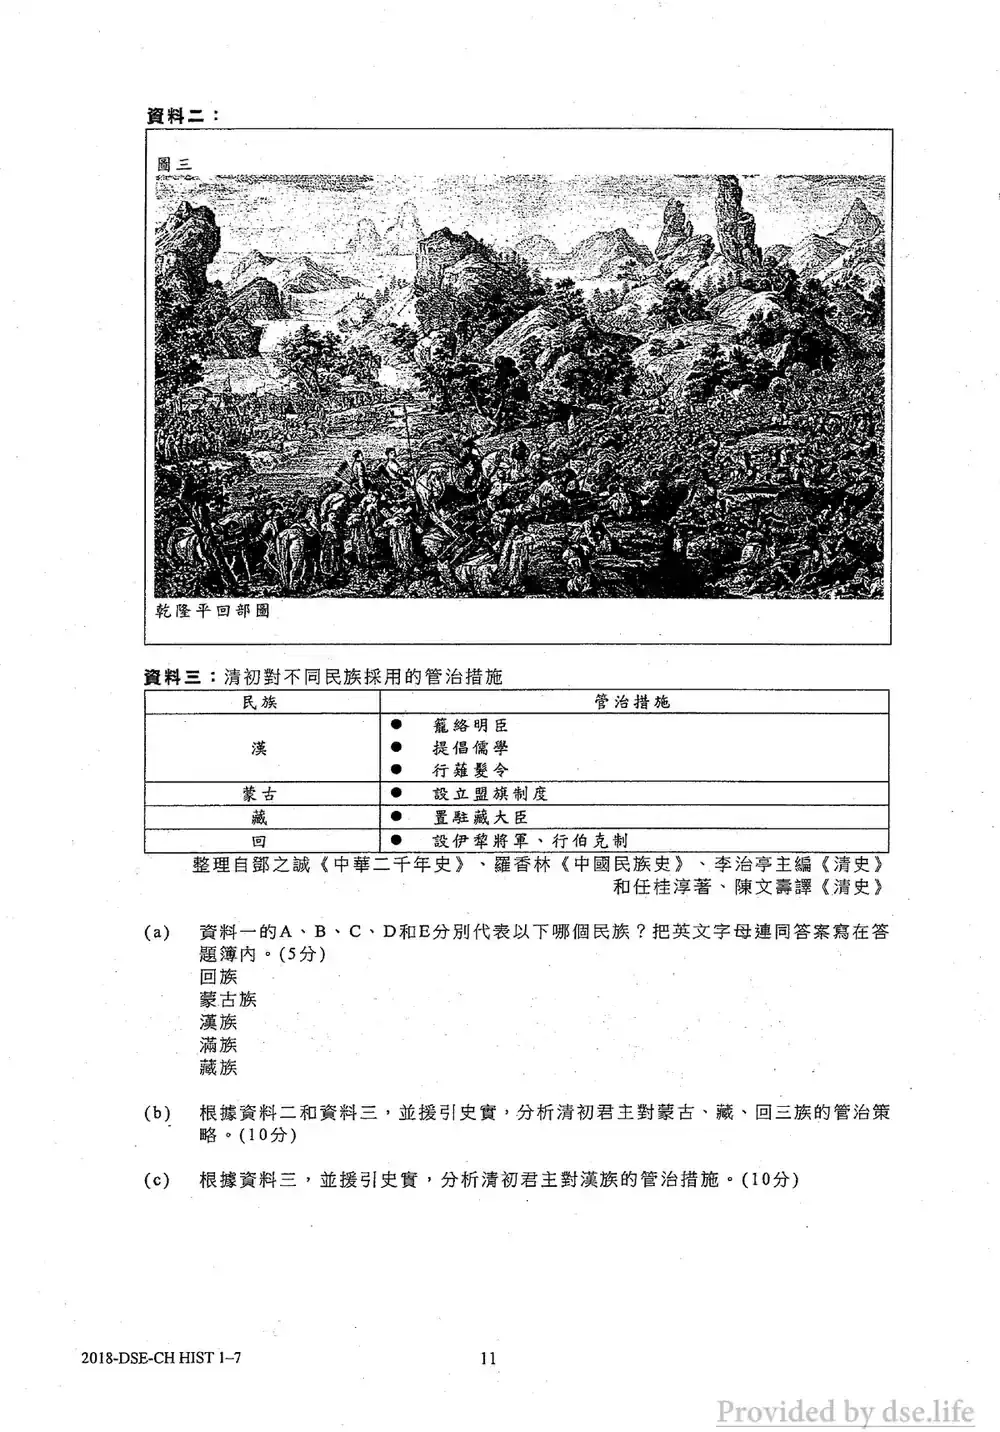 資料二：
圖三
乾隆平回部圖
資料三：清初對不同民族採用的管治措施
民族 管治措施
漢 ● 籠絡明臣
● 提倡儒學
● 行薙髮令
蒙古 ● 設立盟旗制度
藏 ● 置駐藏大臣
回 ● 設伊犂將軍、行伯克制
整理自鄧之誠《中華二千年史》、羅香林《中國民族史》、李治亭主編《清史》
和任桂淳著、陳文壽譯《清史》
(a) 資料一的A、B、C、D和E分別代表以下哪個民族？把英文字母連同答案寫在答
題簿內。(5分)
回族
蒙古族
漢族
滿族
藏族
(b) 根據資料二和資料三，並援引史實，分析清初君主對蒙古、藏、回三族的管治策
略。(10分)
(c) 根據資料三，並援引史實，分析清初君主對漢族的管治措施。(10分)
2018-DSE-CH HIST 1–7 11
Provided by dse.life